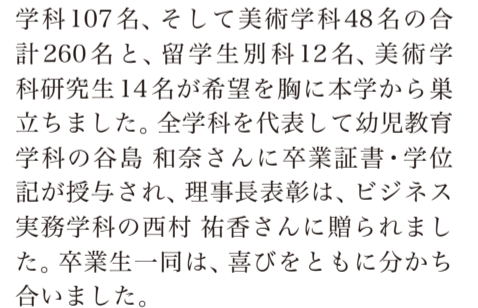 学科107名、そして美術学科48名の合
計260名と、留学生別科12名、美術学
科研究生14名が希望を胸に本学から巣
立ちました。全学科を代表して幼児教育
学科の谷島 和奈さんに卒業証書・学位
記が授与され、理事長表彰は、ビジネス
実務学科の西村 祐香さんに贈られまし
た。卒業生一同は、喜びをともに分かち
合いました。